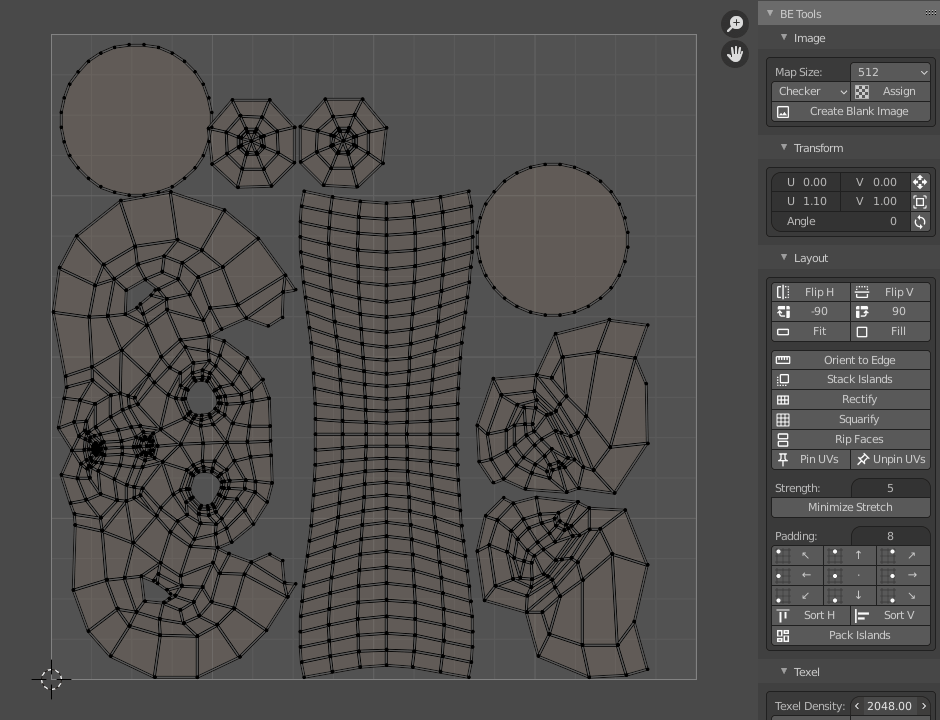 BE Tools
Image
Map Size: 512
Checker Assign
Create Blank Image
Transform
U 0.00 V 0.00
U 1.10 V 1.00
Angle 0
Layout
Flip H Flip V
-90 90
Fit Fill
Orient to Edge
Stack Islands
Rectify
Squarify
Rip Faces
Pin UVs Unpin UVs
Strength: 5
Minimize Stretch
Padding: 8
↖ ↑ ↗
← · →
↙ ↓ ↘
Sort H Sort V
Pack Islands
Texel
Texel Density: 2048.00